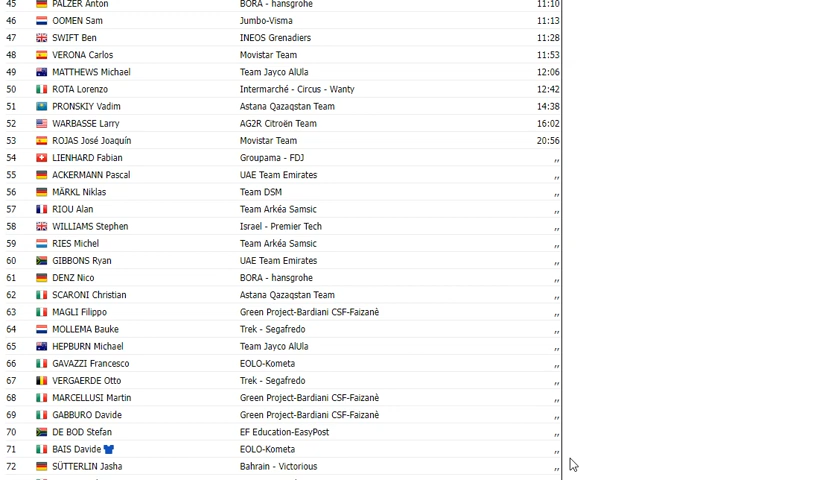 45 PALZER Anton BORA - hansgrohe 11:10
46 OOMEN Sam Jumbo-Visma 11:13
47 SWIFT Ben INEOS Grenadiers 11:28
48 VERONA Carlos Movistar Team 11:53
49 MATTHEWS Michael Team Jayco AlUla 12:06
50 ROTA Lorenzo Intermarché - Circus - Wanty 12:42
51 PRONSKIY Vadim Astana Qazaqstan Team 14:38
52 WARBASSE Larry AG2R Citroën Team 16:02
53 ROJAS José Joaquín Movistar Team 20:56
54 LIENHARD Fabian Groupama - FDJ ,,
55 ACKERMANN Pascal UAE Team Emirates ,,
56 MÄRKL Niklas Team DSM ,,
57 RIOU Alan Team Arkéa Samsic ,,
58 WILLIAMS Stephen Israel - Premier Tech ,,
59 RIES Michel Team Arkéa Samsic ,,
60 GIBBONS Ryan UAE Team Emirates ,,
61 DENZ Nico BORA - hansgrohe ,,
62 SCARONI Christian Astana Qazaqstan Team ,,
63 MAGLI Filippo Green Project-Bardiani CSF-Faizanè ,,
64 MOLLEMA Bauke Trek - Segafredo ,,
65 HEPBURN Michael Team Jayco AlUla ,,
66 GAVAZZI Francesco EOLO-Kometa ,,
67 VERGAERDE Otto Trek - Segafredo ,,
68 MARCELLUSI Martin Green Project-Bardiani CSF-Faizanè ,,
69 GABBURO Davide Green Project-Bardiani CSF-Faizanè ,,
70 DE BOD Stefan EF Education-EasyPost ,,
71 BAIS Davide EOLO-Kometa ,,
72 SÜTTERLIN Jasha Bahrain - Victorious ,,